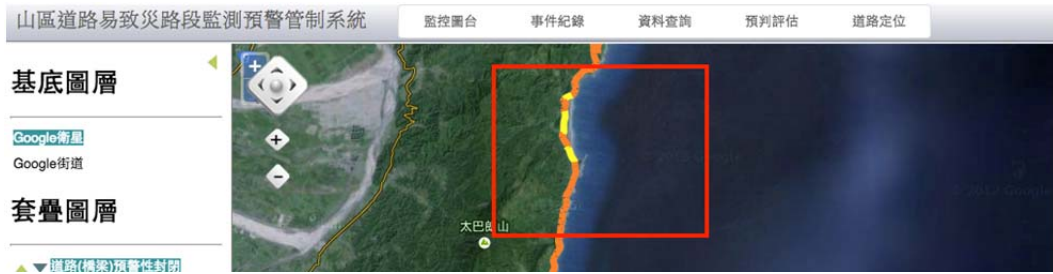 山區道路易致災路段監測預警管制系統
監控圖台 事件紀錄 資料查詢 預判評估 道路定位
基底圖層
Google衛星
Google街道
套疊圖層
道路(橋梁)預警性封閉
太巴塱山